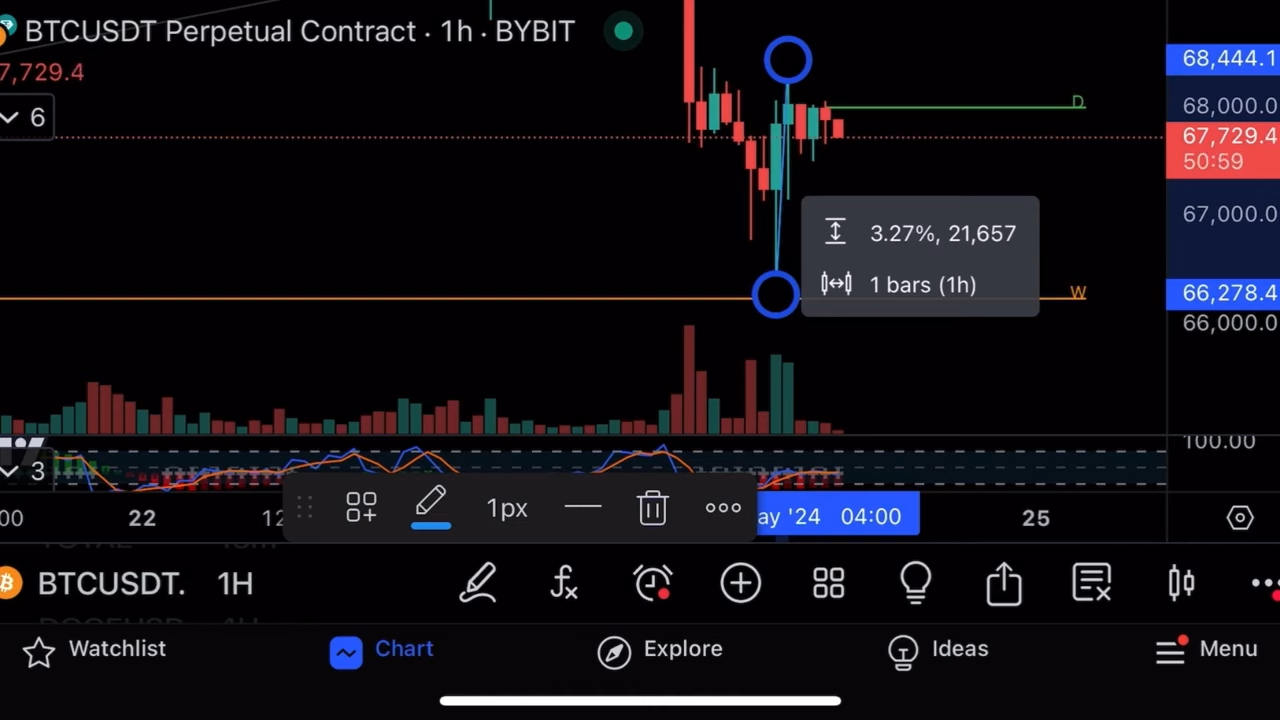 BTCUSDT Perpetual Contract · 1h · BYBIT
7,729.4
6
68,444.1
D
68,000.0
67,729.4
50:59
67,000.0
3.27%, 21,657
1 bars (1h)
W
66,278.4
66,000.0
100.00
3
00
22
12
1px
ay '24 04:00
25
BTCUSDT. 1H
Watchlist
Chart
Explore
Ideas
Menu